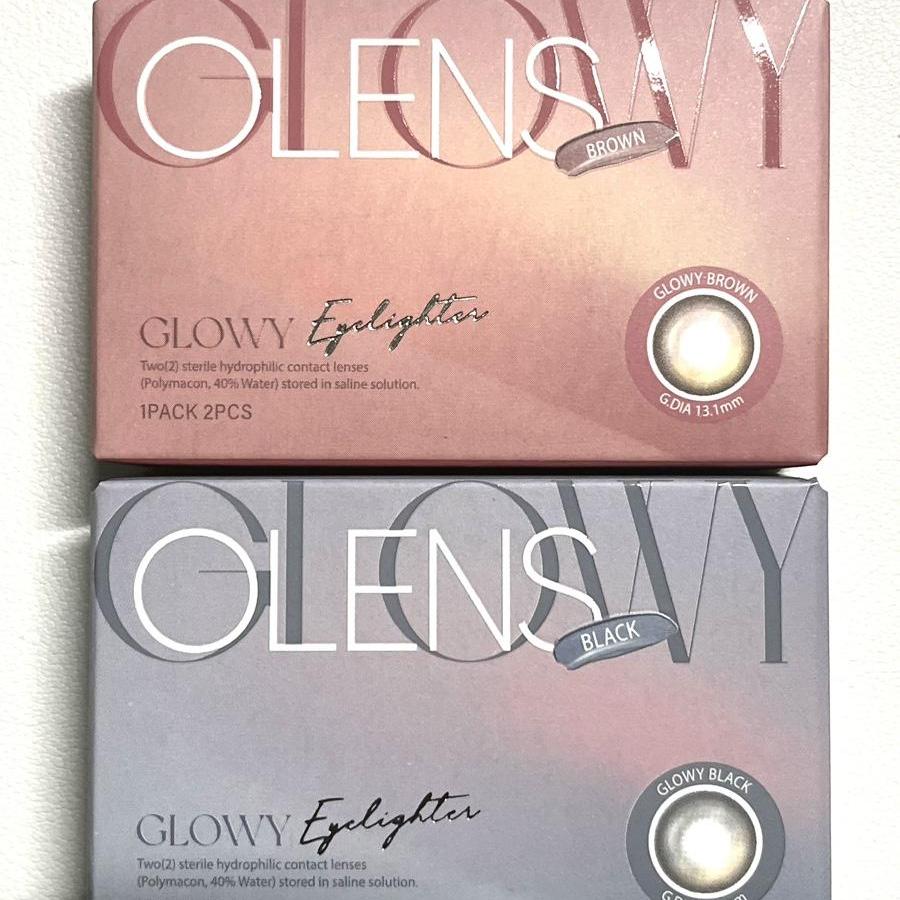 GLOWY
OLENS
BROWN
GLOWY Eyelighter
Two(2) sterile hydrophilic contact lenses
(Polymacon, 40% Water) stored in saline solution.
1PACK 2PCS
GLOWY BROWN
G.DIA 13.1mm
GLOWY
OLENS
BLACK
GLOWY Eyelighter
Two(2) sterile hydrophilic contact lenses
(Polymacon, 40% Water) stored in saline solution.
GLOWY BLACK